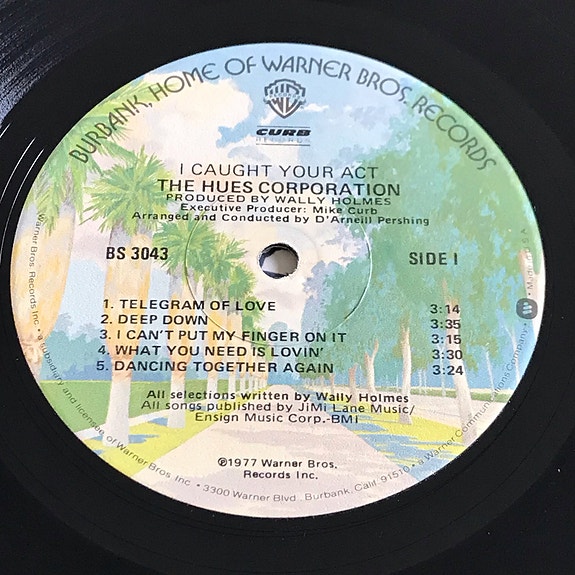 BURBANK, HOME OF WARNER BROS. RECORDS
WB
RECORDS
CURB
RECORDS
I CAUGHT YOUR ACT
THE HUES CORPORATION
PRODUCED BY WALLY HOLMES
Executive Producer: Mike Curb
Arranged and Conducted by D'Arneill Pershing
BS 3043
SIDE I
1. TELEGRAM OF LOVE 3:14
2. DEEP DOWN 3:35
3. I CAN'T PUT MY FINGER ON IT 3:15
4. WHAT YOU NEED IS LOVIN' 3:30
5. DANCING TOGETHER AGAIN 3:24
All selections written by Wally Holmes
All songs published by JiMi Lane Music/
Ensign Music Corp.-BMI
℗1977 Warner Bros.
Records Inc.
Warner Bros. Records Inc. • a subsidiary and licensee of Warner Bros. Inc. • 3300 Warner Blvd., Burbank, Calif. 91510 • a Warner Communications Company • Made in U.S.A.